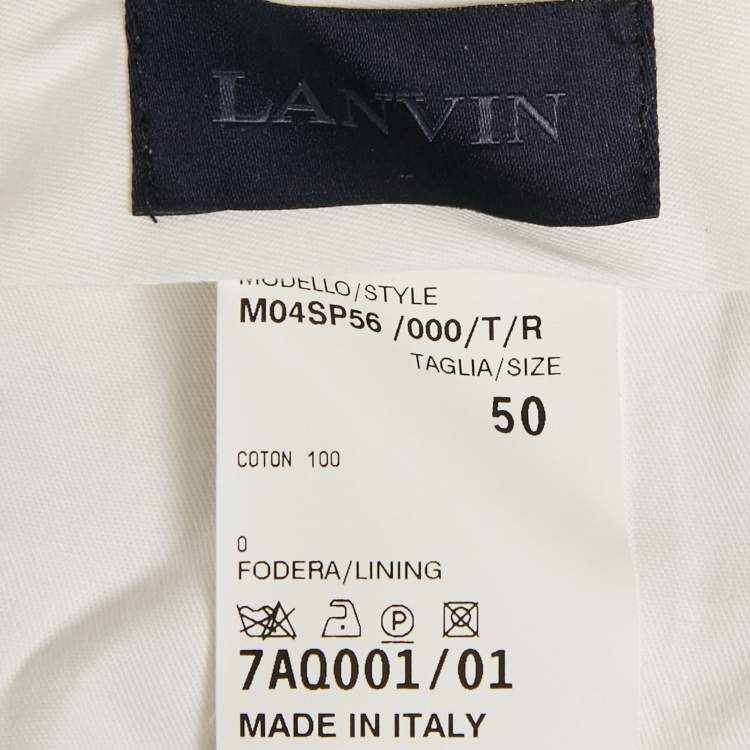 LANVIN
MODELLO/STYLE
M04SP56 /000/T/R
TAGLIA/SIZE
50
COTON 100
0
FODERA/LINING
P
7AQ001/01
MADE IN ITALY